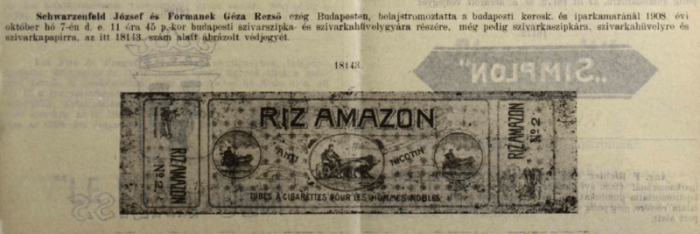 Schwarzenfeld József és Formanek Géza Rezső czég Budapesten, belajstromoztatta a budapesti keresk. és iparkamaránál 1908. évi
október hó 7-én d. e. 11 óra 45 p.-kor budapesti szivarszipka- és szivarkahüvelygyára részére, még pedig szivarkaszipkára, szivarkahüvelyre és
szivarkapapirra, az itt 18143. szám alatt ábrázolt védjegyét.
18143.
„SIMPLON"
RIZ AMAZON
ANTI NICOTIN
TUBES A CIGARETTES POUR LES HOMMES NOBLES
RIZ AMAZON
No 2
RIZ AMAZON
No 2